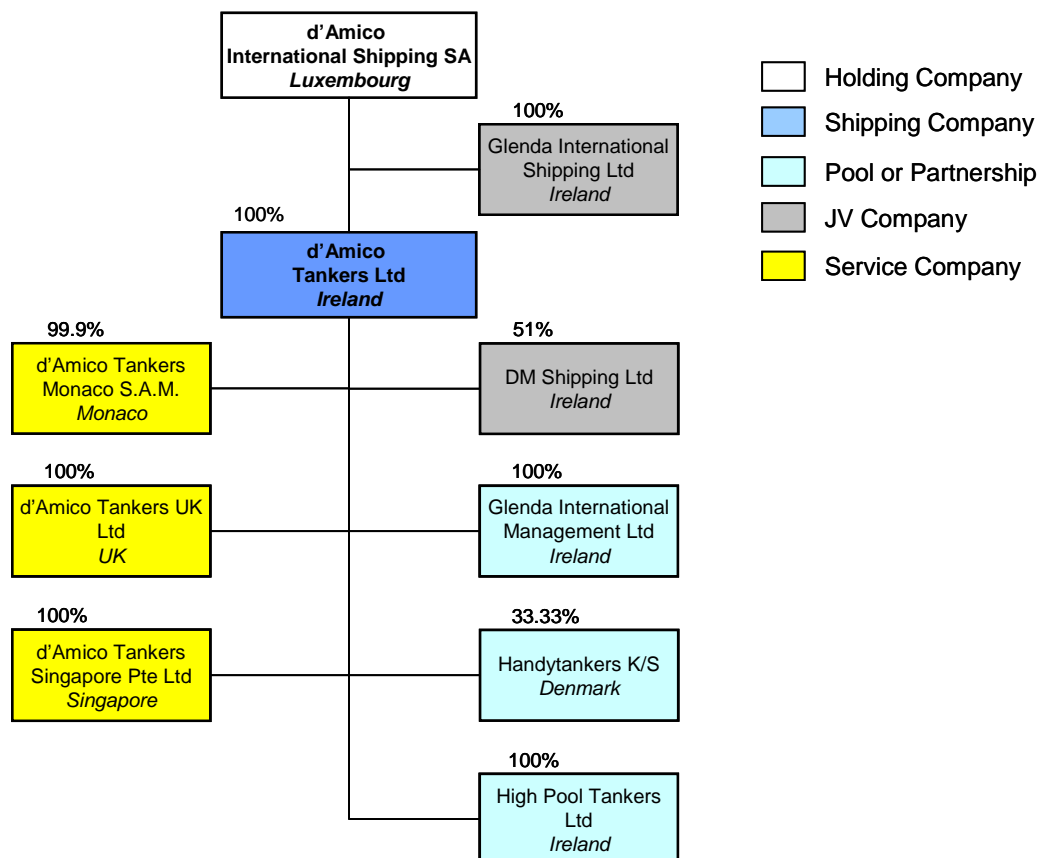 d’Amico
International Shipping SA
Luxembourg
Holding Company
Shipping Company
Pool or Partnership
JV Company
Service Company
100%
Glenda International
Shipping Ltd
Ireland
100%
d’Amico
Tankers Ltd
Ireland
99.9%
d’Amico Tankers
Monaco S.A.M.
Monaco
51%
DM Shipping Ltd
Ireland
100%
d’Amico Tankers UK
Ltd
UK
100%
Glenda International
Management Ltd
Ireland
100%
d’Amico Tankers
Singapore Pte Ltd
Singapore
33.33%
Handytankers K/S
Denmark
100%
High Pool Tankers
Ltd
Ireland